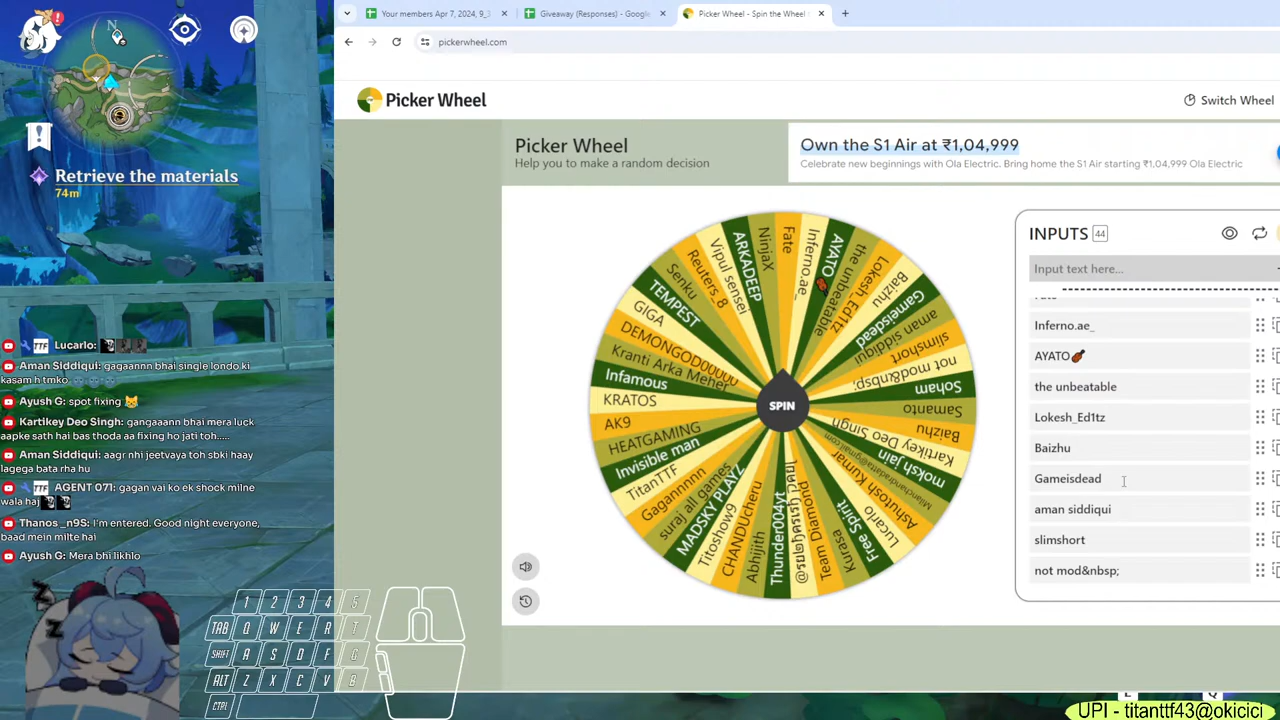 Your members Apr 7, 2024, 9_3
Giveaway (Responses) - Google
Picker Wheel - Spin the Wheel
pickerwheel.com
N
Picker Wheel
Switch Wheel
Picker Wheel
Help you to make a random decision
Own the S1 Air at ₹1,04,999
Celebrate new beginnings with Ola Electric. Bring home the S1 Air starting ₹1,04,999 Ola Electric
Retrieve the materials
74m
INPUTS 44
Input text here...
Inferno.ae_
AYATO
the unbeatable
Lokesh_Ed1tz
Baizhu
Gameisdead
aman siddiqui
slimshort
not mod&nbsp;
Fate
Inferno.ae_
AYATO
the unbeatable
Lokesh_Ed1tz
Baizhu
Gameisdead
aman siddiqui
slimshort
not mod&nbsp;
Soham
Samanto
Baizhu
Kartikey Deo Singh
moksh jain
Ashutosh Kumar
Lucarlo
Free Spirit
Kurasa
Team Diamond
Thunder004yt
Abhijith
CHANDUcheru
Titoshow9
MADSKY PLAYZ
suraj all games
Gagannnnn
TitanTTF
Invisible man
HEATGAMING
AK9
KRATOS
Infamous
Kranti Arka Meher
DEMONGOD00000
GIGA
TEMPEST
Senku
Reuters.8
Vipul sensei
ARKADEEP
NinjaX
SPIN
Lucarlo:
Aman Siddiqui: gagaannn bhai single londo ki
kasam h tmko
Ayush G: spot fixing
Kartikey Deo Singh: gangaaann bhai mera luck
aapke sath hai bas thoda aa fixing ho jati toh.....
Aman Siddiqui: aagr nhi jeetvaya toh sbki haay
lagega bata rha hu
AGENT 071: gagan vai ko ek shock milne
wala hai
Thanos _n9S: I'm entered. Good night everyone,
baad mein milte hai
Ayush G: Mera bhi likhlo
1 2 3 4 5
TAB Q W E R T
SHIFT A S D F G
ALT Z X C V B
CTRL
UPI - titanttf43@okicici